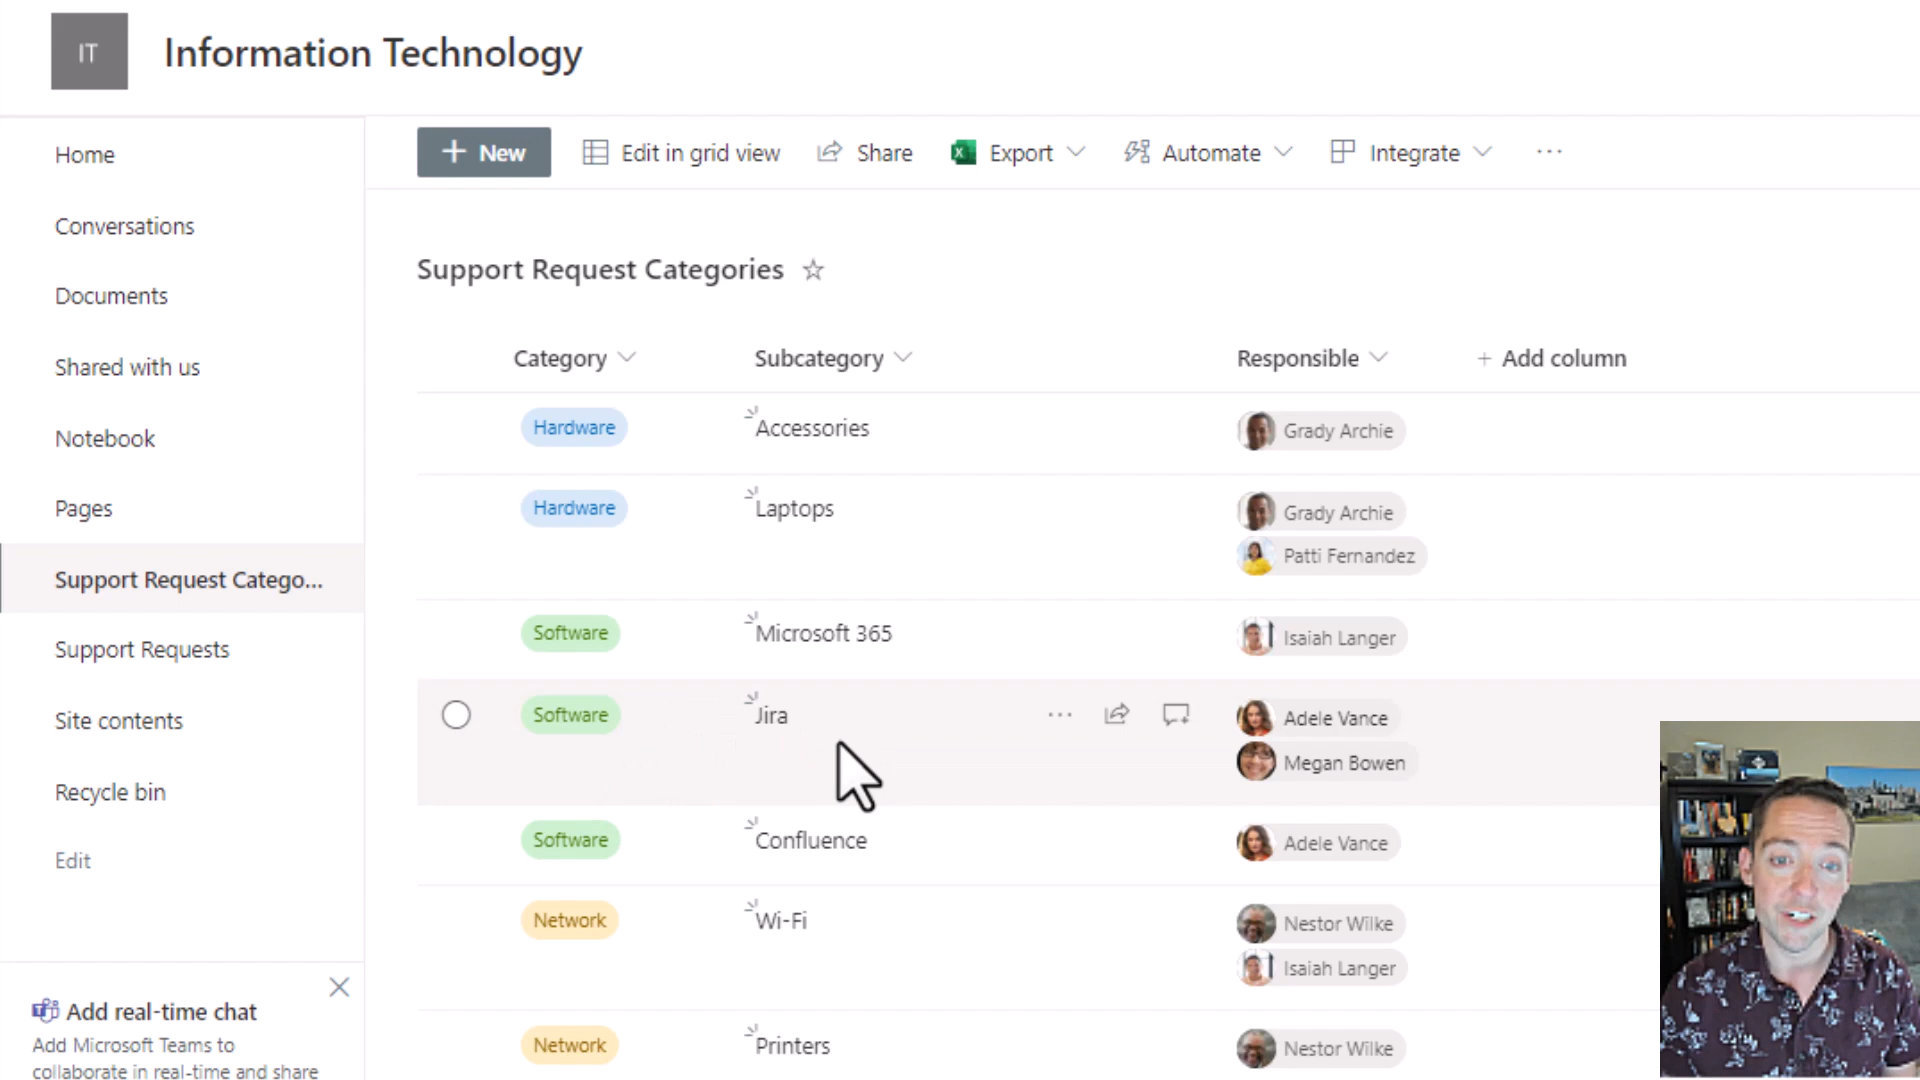 IT
Information Technology
Home
Conversations
Documents
Shared with us
Notebook
Pages
Support Request Catego...
Support Requests
Site contents
Recycle bin
Edit
Add real-time chat
Add Microsoft Teams to
collaborate in real-time and share
+ New
Edit in grid view
Share
Export
Automate
Integrate
...
Support Request Categories
Category
Subcategory
Responsible
+ Add column
Hardware
Accessories
Grady Archie
Hardware
Laptops
Grady Archie
Patti Fernandez
Software
Microsoft 365
Isaiah Langer
Software
Jira
...
Adele Vance
Megan Bowen
Software
Confluence
Adele Vance
Network
Wi-Fi
Nestor Wilke
Isaiah Langer
Network
Printers
Nestor Wilke